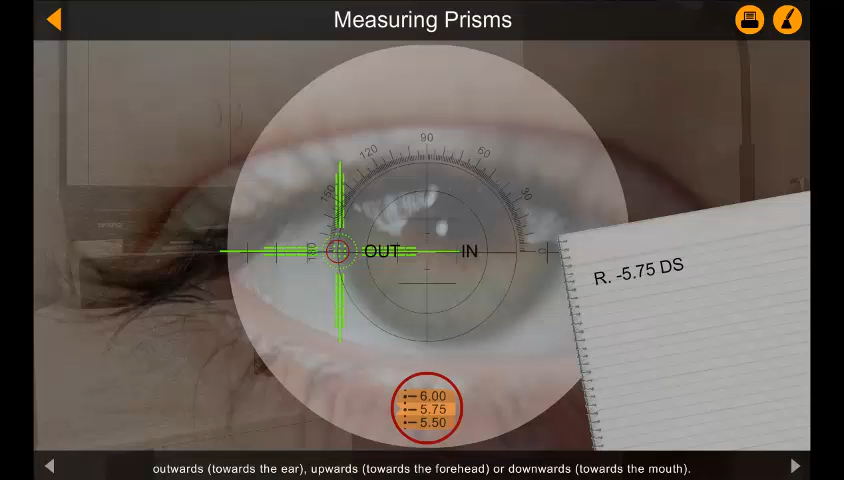 Measuring Prisms
90
120
60
150
30
180
0
OUT
IN
R. -5.75 DS
6.00
5.75
5.50
outwards (towards the ear), upwards (towards the forehead) or downwards (towards the mouth).